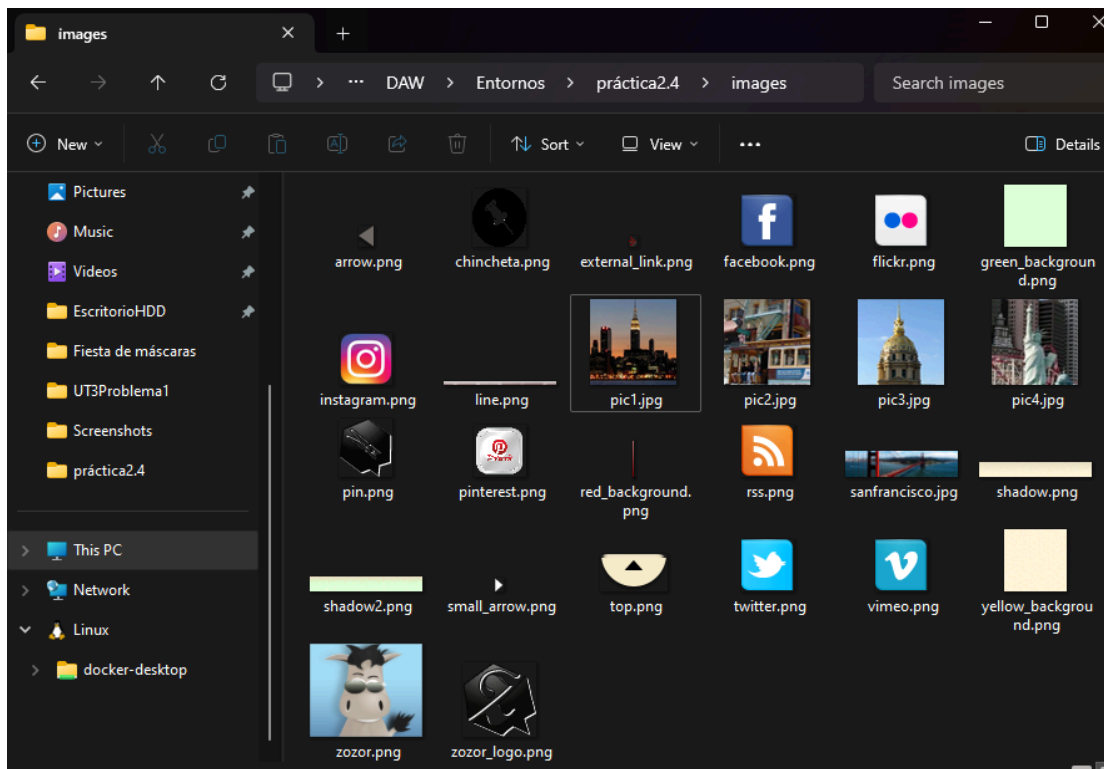 images
DAW > Entornos > práctica2.4 > images
Search images
New
Sort
View
Details
Pictures
Music
Videos
EscritorioHDD
Fiesta de máscaras
UT3Problema1
Screenshots
práctica2.4
This PC
Network
Linux
docker-desktop
arrow.png
chincheta.png
external_link.png
facebook.png
flickr.png
green_backgroun
d.png
instagram.png
line.png
pic1.jpg
pic2.jpg
pic3.jpg
pic4.jpg
pin.png
pinterest.png
red_background.
png
rss.png
sanfrancisco.jpg
shadow.png
shadow2.png
small_arrow.png
top.png
twitter.png
vimeo.png
yellow_backgrou
nd.png
zozor.png
zozor_logo.png